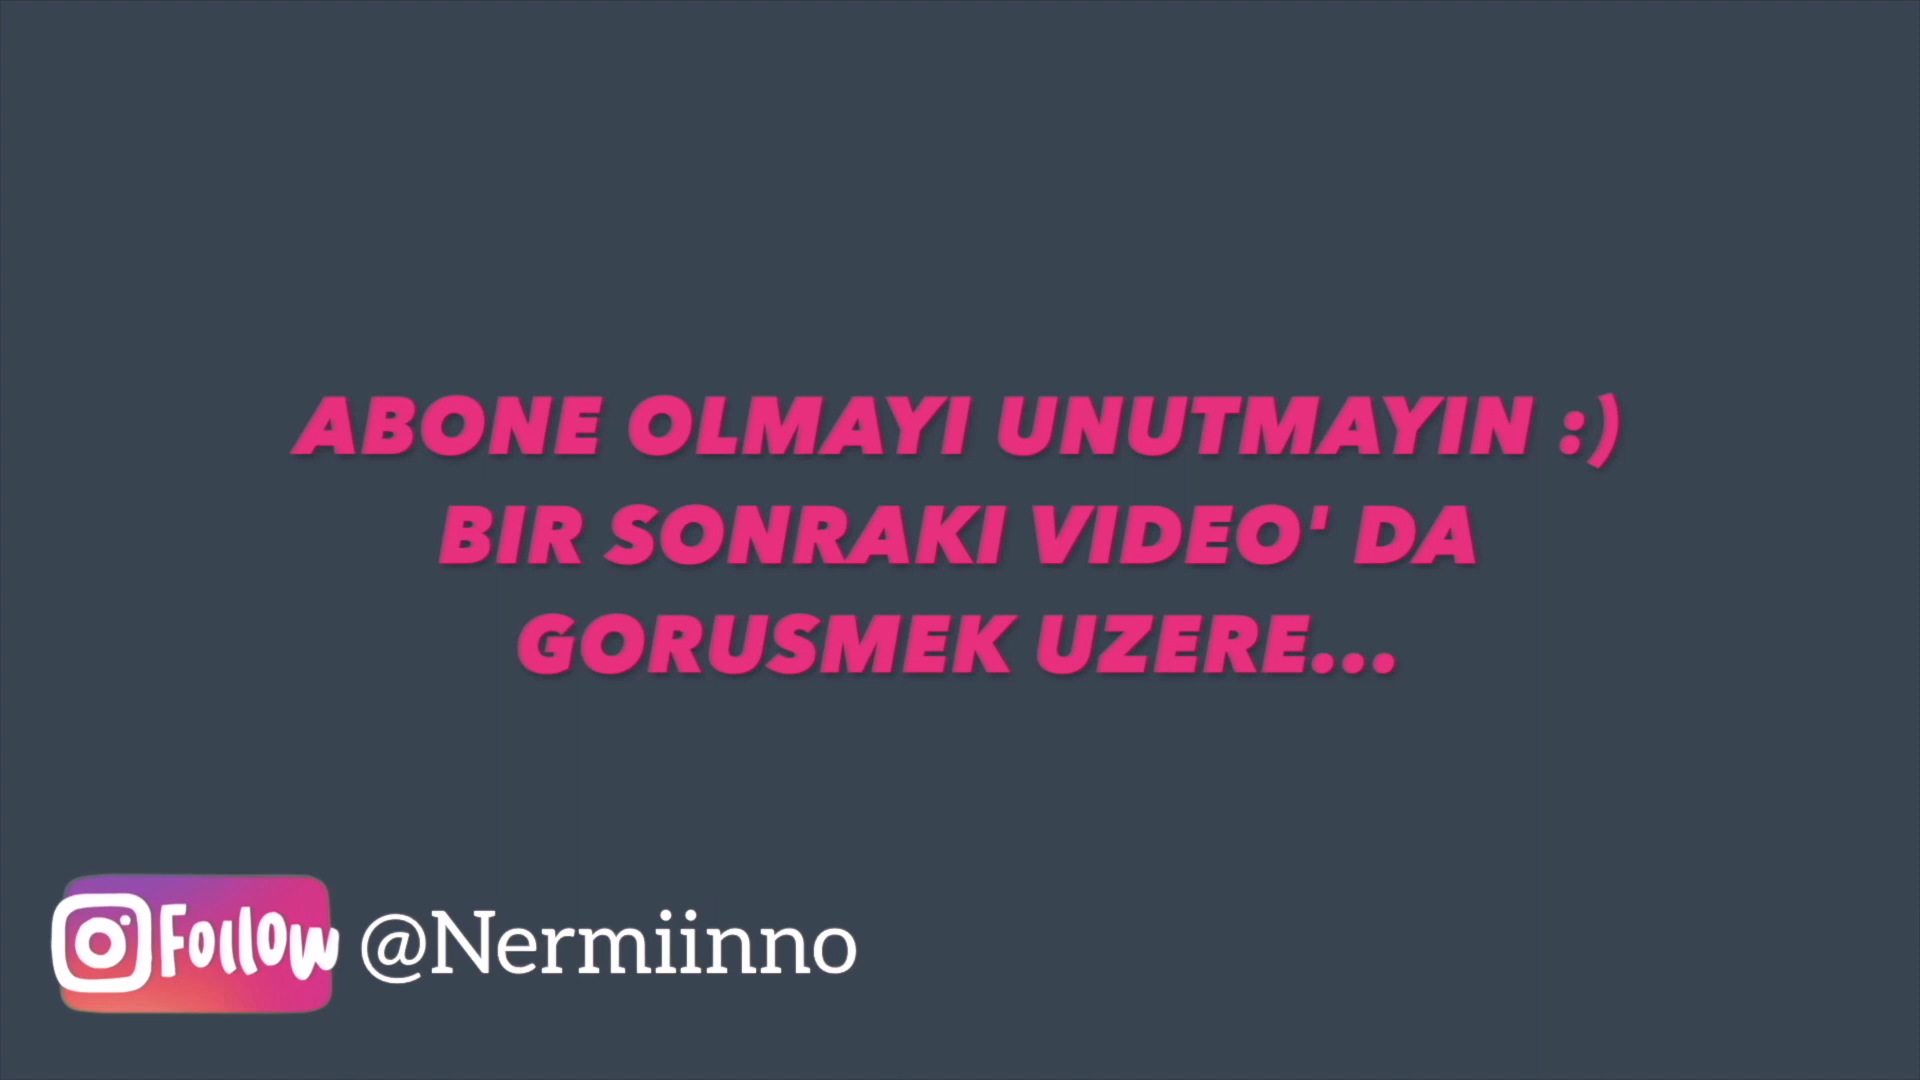 ABONE OLMAYI UNUTMAYIN :)
BIR SONRAKI VIDEO' DA
GORUSMEK UZERE...
Follow @Nermiinno